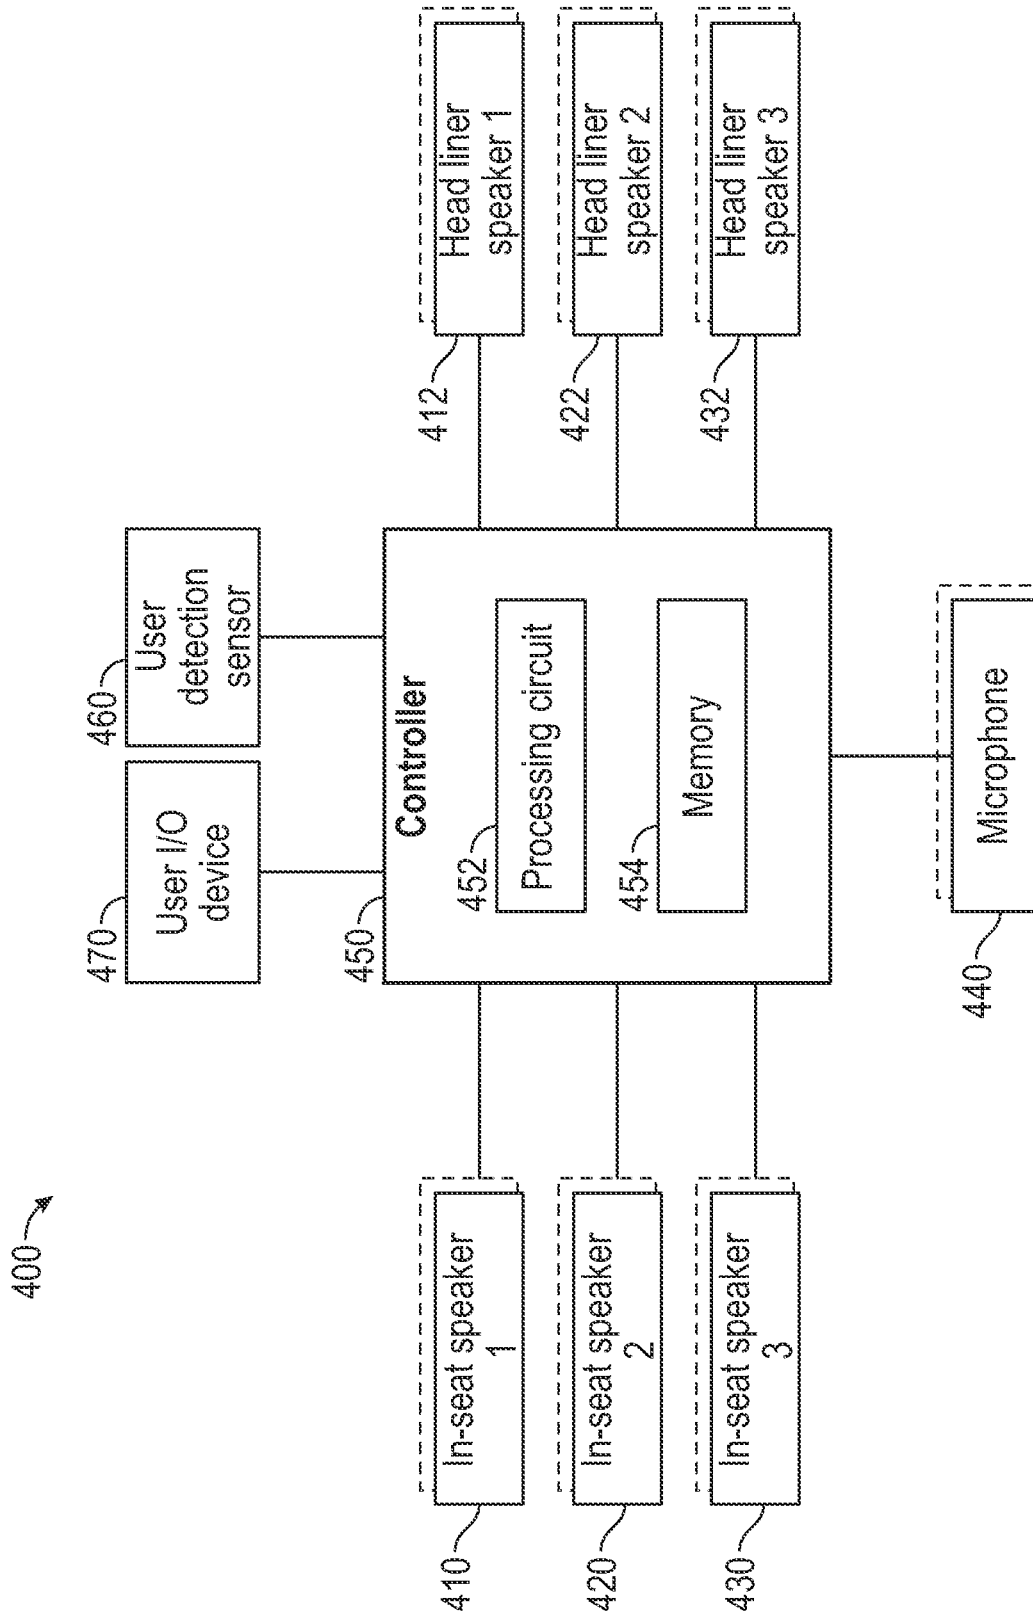 400
470
User I/O
device
460
User
detection
sensor
450
Controller
452
Processing circuit
454
Memory
410
In-seat speaker
1
420
In-seat speaker
2
430
In-seat speaker
3
412
Head liner
speaker 1
422
Head liner
speaker 2
432
Head liner
speaker 3
440
Microphone